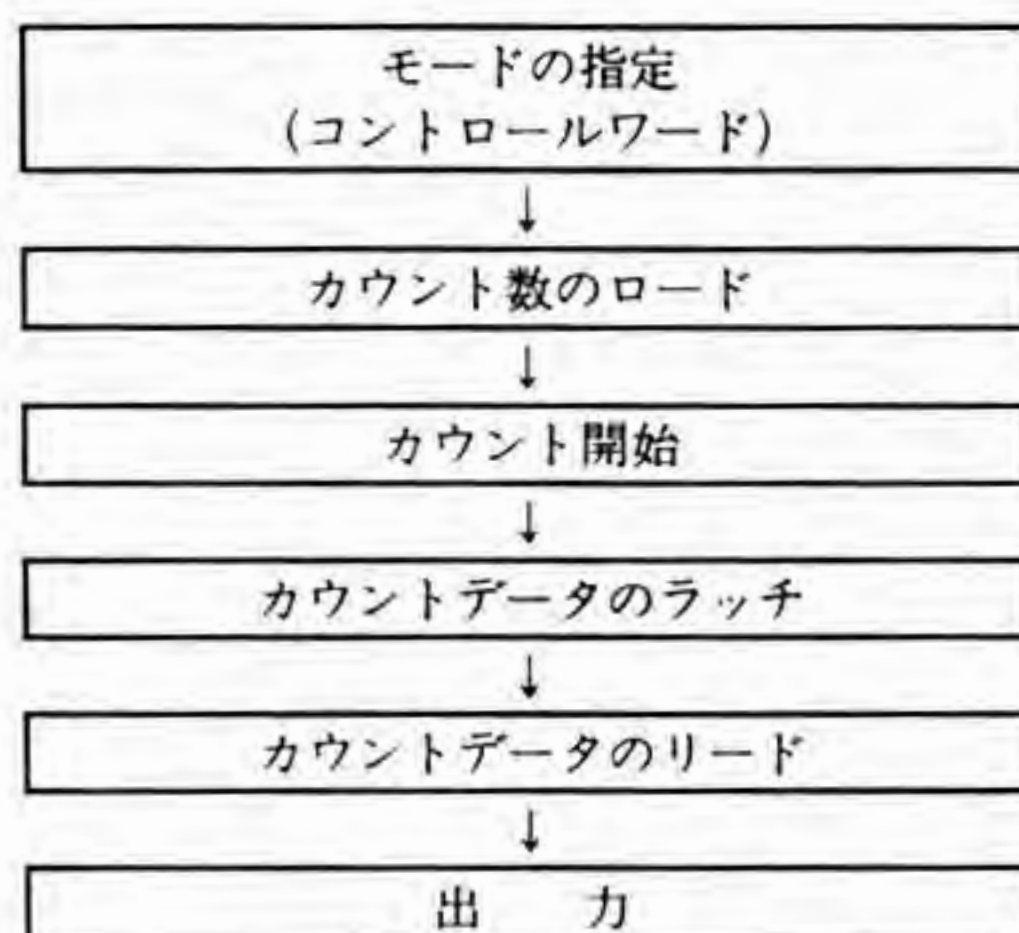 モードの指定
(コントロールワード)
↓
カウント数のロード
↓
カウント開始
↓
カウントデータのラッチ
↓
カウントデータのリード
↓
出　力